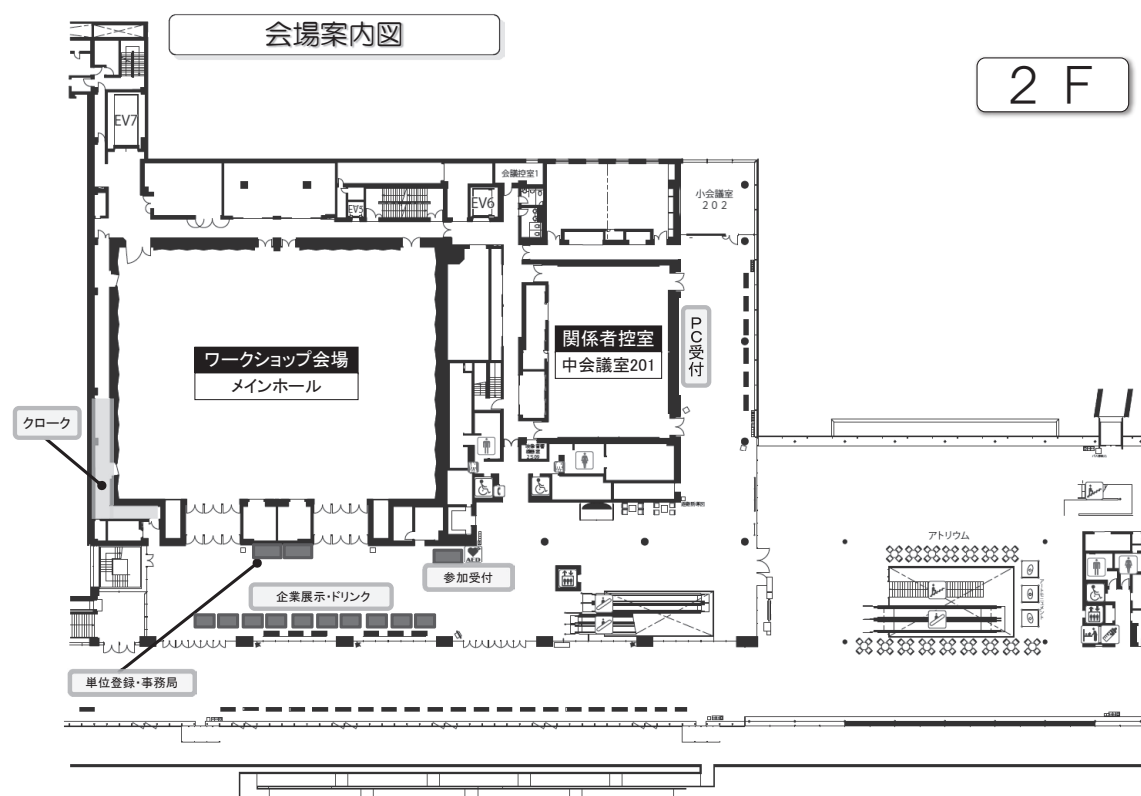 会場案内図
2 F
EV7
会議控室1
EV5
EV6
小会議室
202
ワークショップ会場
メインホール
関係者控室
中会議室201
PC受付
クローク
アトリウム
AED
参加受付
企業展示・ドリンク
単位登録・事務局